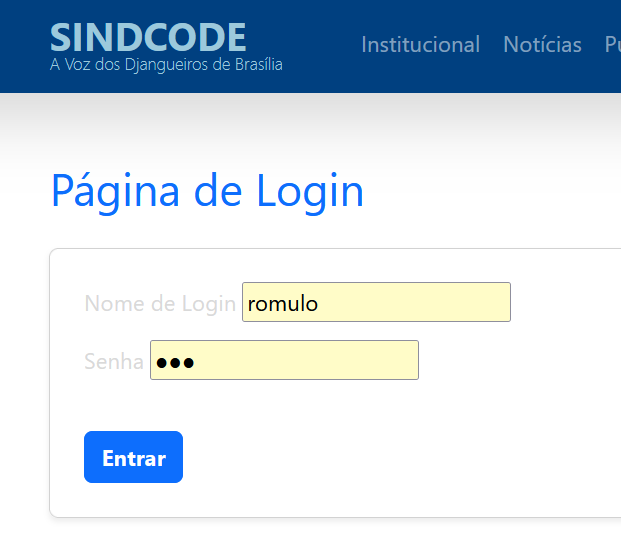 SINDCODE
A Voz dos Djangueiros de Brasília
Institucional Notícias
Página de Login
Nome de Login romulo
Senha ●●●
Entrar